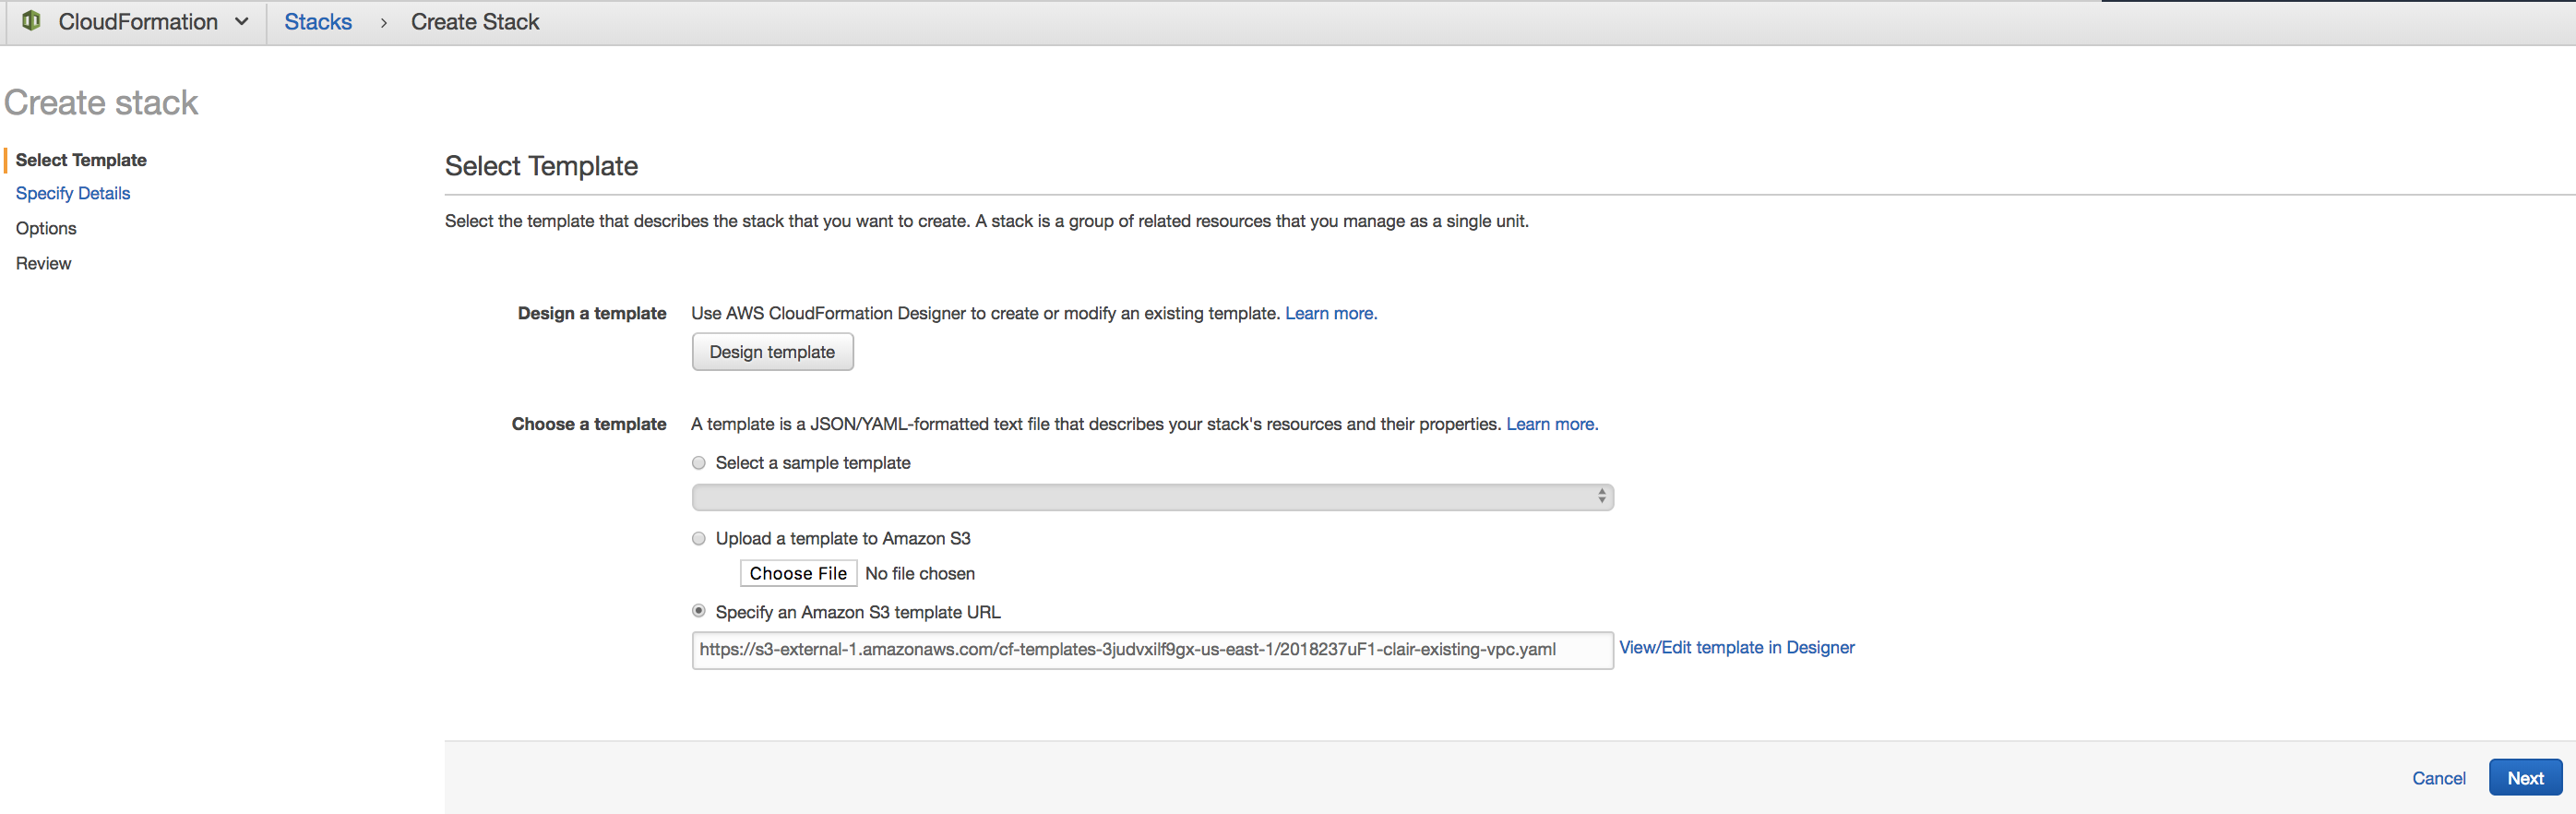 CloudFormation Stacks › Create Stack
Create stack
Select Template
Specify Details
Options
Review
Select Template
Select the template that describes the stack that you want to create. A stack is a group of related resources that you manage as a single unit.
Design a template Use AWS CloudFormation Designer to create or modify an existing template. Learn more.
Design template
Choose a template A template is a JSON/YAML-formatted text file that describes your stack's resources and their properties. Learn more.
Select a sample template
Upload a template to Amazon S3
Choose File No file chosen
Specify an Amazon S3 template URL
https://s3-external-1.amazonaws.com/cf-templates-3judvxilf9gx-us-east-1/2018237uF1-clair-existing-vpc.yaml View/Edit template in Designer
Cancel Next